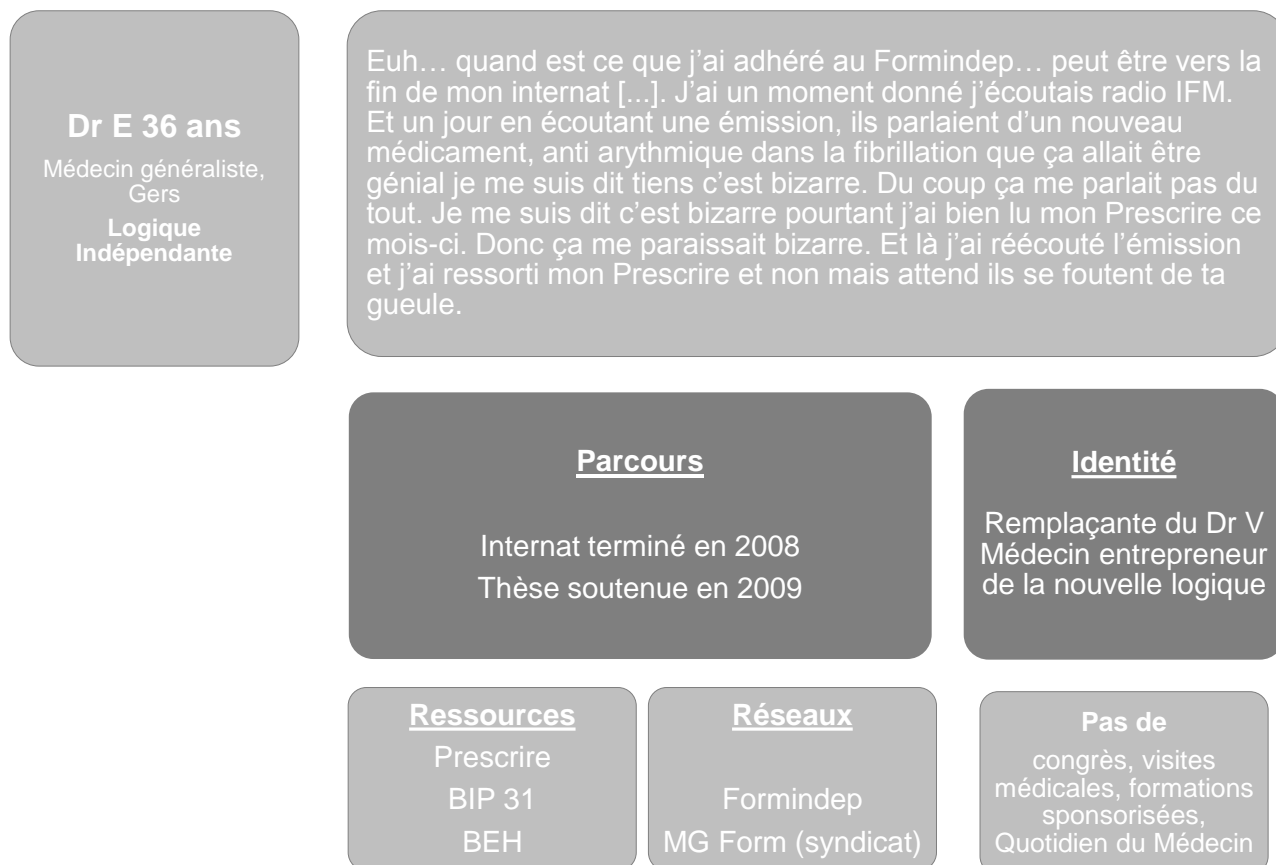 Dr E 36 ans
Médecin généraliste,
Gers
Logique
Indépendante
Euh… quand est ce que j'ai adhéré au Formindep… peut être vers la
fin de mon internat [...]. J'ai un moment donné j'écoutais radio IFM.
Et un jour en écoutant une émission, ils parlaient d'un nouveau
médicament, anti arythmique dans la fibrillation que ça allait être
génial je me suis dit tiens c'est bizarre. Du coup ça me parlait pas du
tout. Je me suis dit c'est bizarre pourtant j'ai bien lu mon Prescrire ce
mois-ci. Donc ça me paraissait bizarre. Et là j'ai réécouté l'émission
et j'ai ressorti mon Prescrire et non mais attend ils se foutent de ta
gueule.
Parcours
Internat terminé en 2008
Thèse soutenue en 2009
Identité
Remplaçante du Dr V
Médecin entrepreneur
de la nouvelle logique
Ressources
Prescrire
BIP 31
BEH
Réseaux
Formindep
MG Form (syndicat)
Pas de
congrès, visites
médicales, formations
sponsorisées,
Quotidien du Médecin